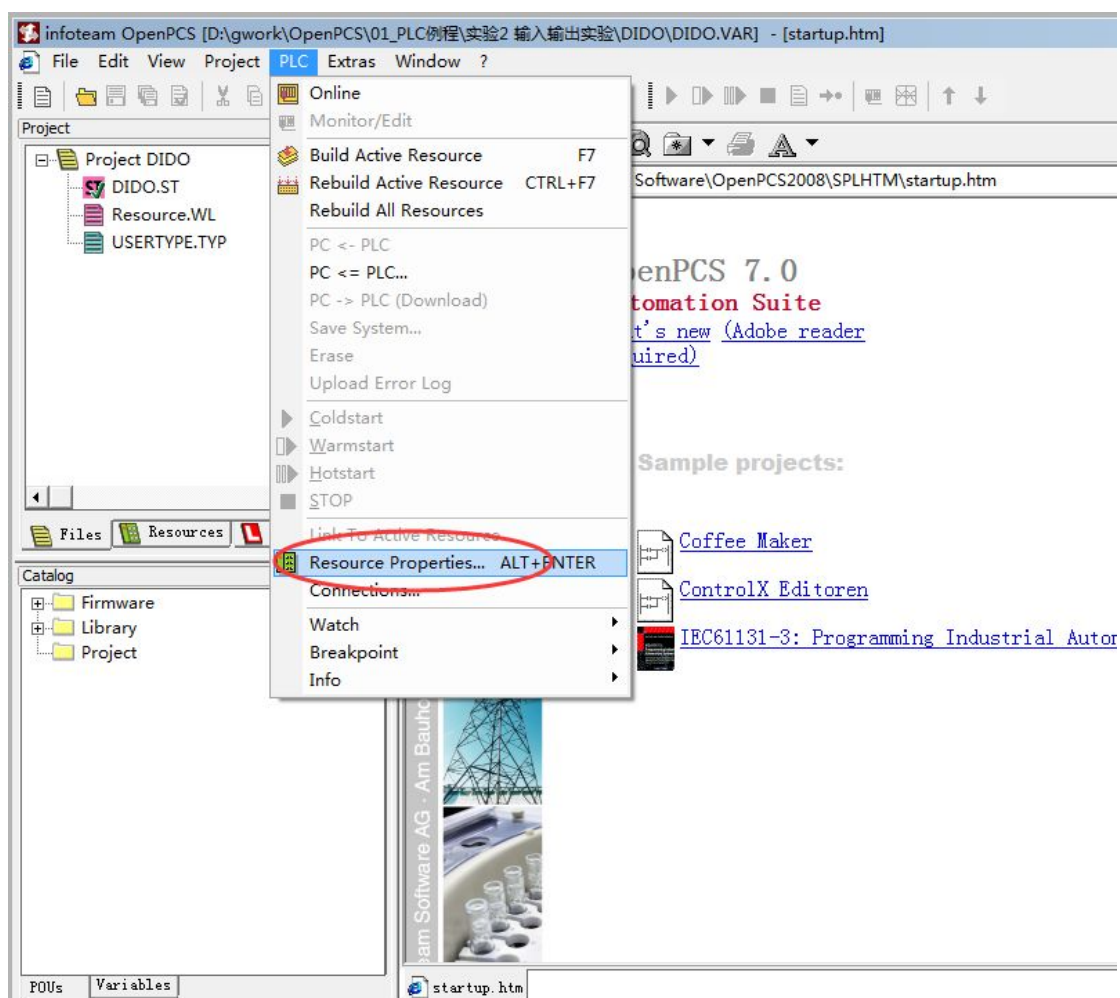 infoteam OpenPCS [D:\gwork\OpenPCS\01_PLC例程\实验2 输入输出实验\DIDO\DIDO.VAR] - [startup.htm]
File Edit View Project PLC Extras Window ?
Project
Project DIDO
DIDO.ST
Resource.WL
USERTYPE.TYP
Files Resources
Catalog
Firmware
Library
Project
POUs Variables
Online
Monitor/Edit
Build Active Resource F7
Rebuild Active Resource CTRL+F7
Rebuild All Resources
PC <- PLC
PC <= PLC...
PC -> PLC (Download)
Save System...
Erase
Upload Error Log
Coldstart
Warmstart
Hotstart
STOP
Link To Active Resource
Resource Properties... ALT+ENTER
Connections...
Watch
Breakpoint
Info
Software\OpenPCS2008\SPLHTM\startup.htm
enPCS 7.0
tomation Suite
t's new (Adobe reader
uired)
Sample projects:
Coffee Maker
ControlX Editoren
IEC61131-3: Programming Industrial Autor
eam Software AG · Am Bauho
startup.htm